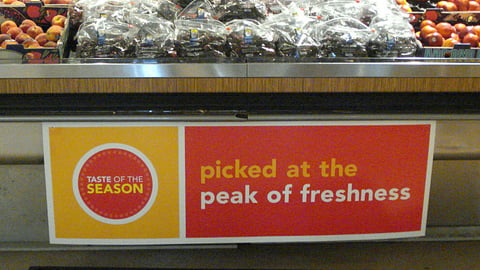 TASTE OF THE
SEASON
picked at the
peak of freshness